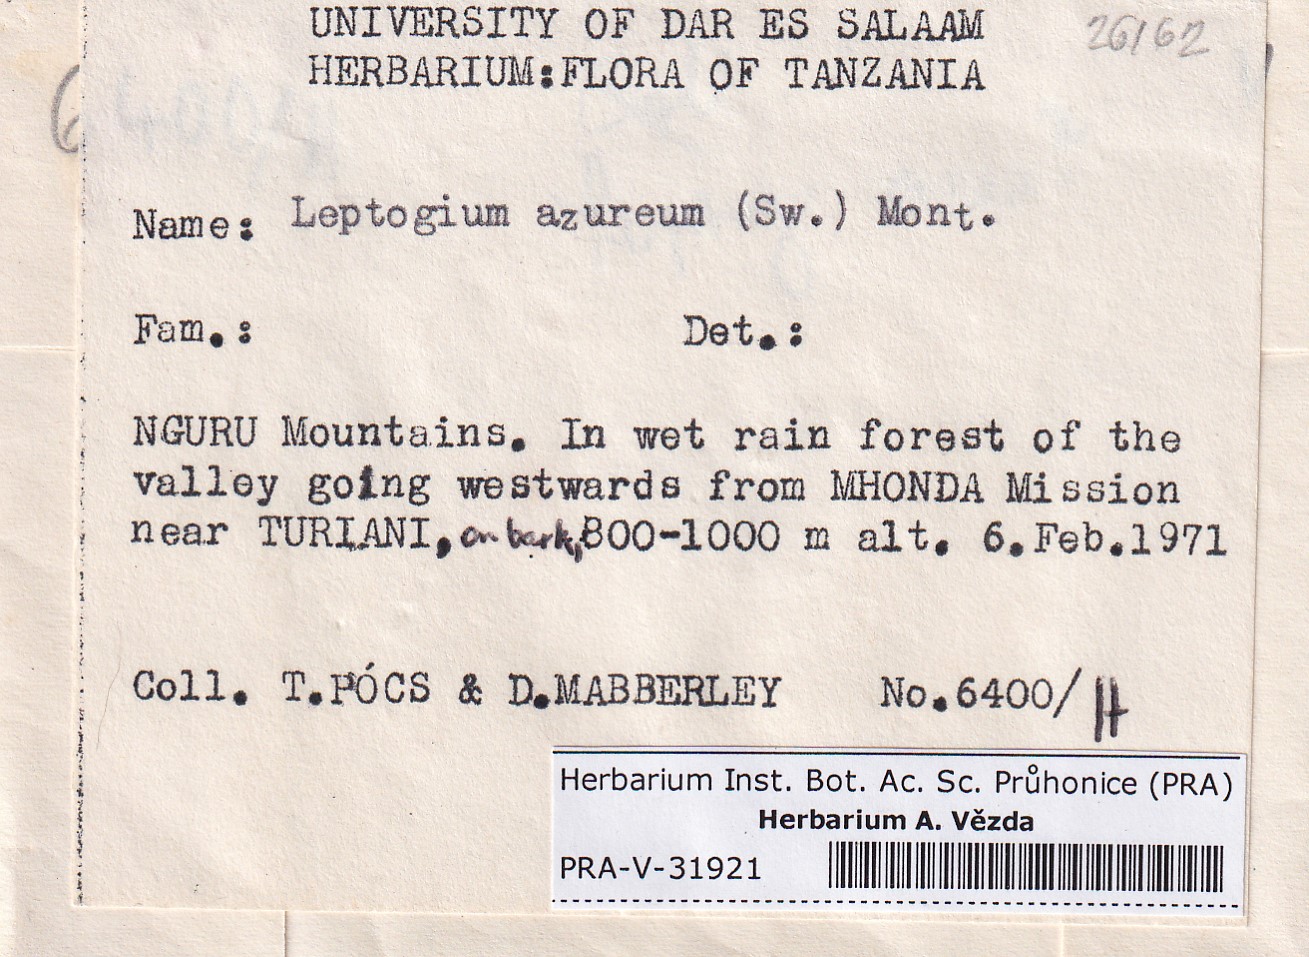 UNIVERSITY OF DAR ES SALAAM
26/62
HERBARIUM:FLORA OF TANZANIA
Name: Leptogium azureum (Sw.) Mont.
Fam.: Det.:
NGURU Mountains. In wet rain forest of the
valley going westwards from MHONDA Mission
near TURIANI, on bark, 800-1000 m alt. 6.Feb.1971
Coll. T.PÓCS & D.MABBERLEY No.6400/H
Herbarium Inst. Bot. Ac. Sc. Průhonice (PRA)
Herbarium A. Vězda
PRA-V-31921